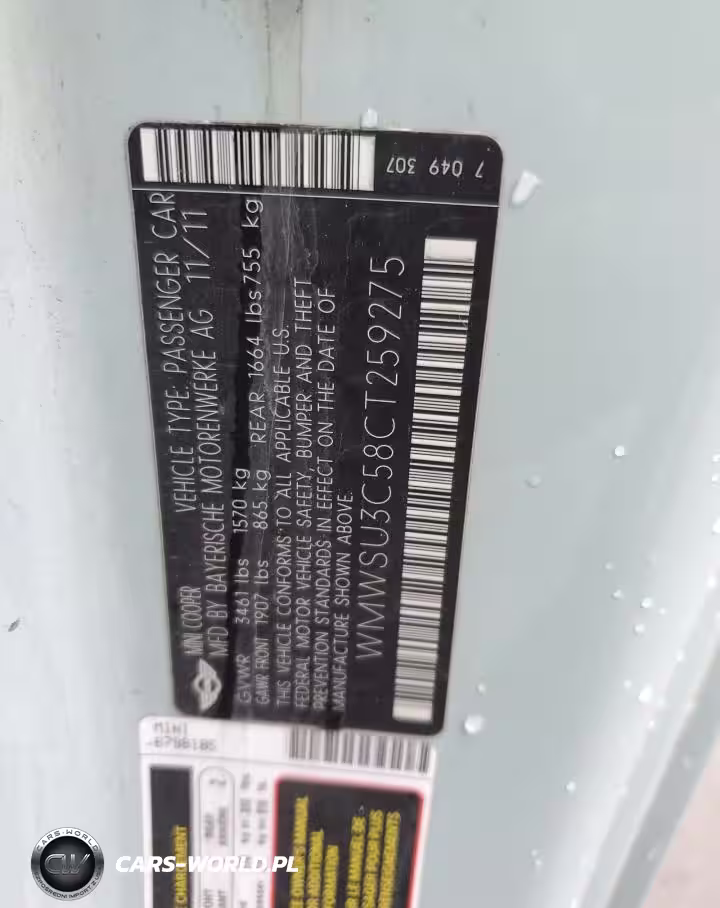 7 049 307
MINI COOPER VEHICLE TYPE: PASSENGER CAR
MFD BY BAYERISCHE MOTORENWERKE AG 11/11
GVWR 3461 lbs 1570 kg
GAWR FRONT 1907 lbs 865 kg REAR 1664 lbs 755 kg
THIS VEHICLE CONFORMS TO ALL APPLICABLE U.S.
FEDERAL MOTOR VEHICLE SAFETY, BUMPER AND THEFT
PREVENTION STANDARDS IN EFFECT ON THE DATE OF
MANUFACTURE SHOWN ABOVE.
WMWSU3C58CT259275
MINI
CARS-WORLD
CW
CARS-WORLD.PL